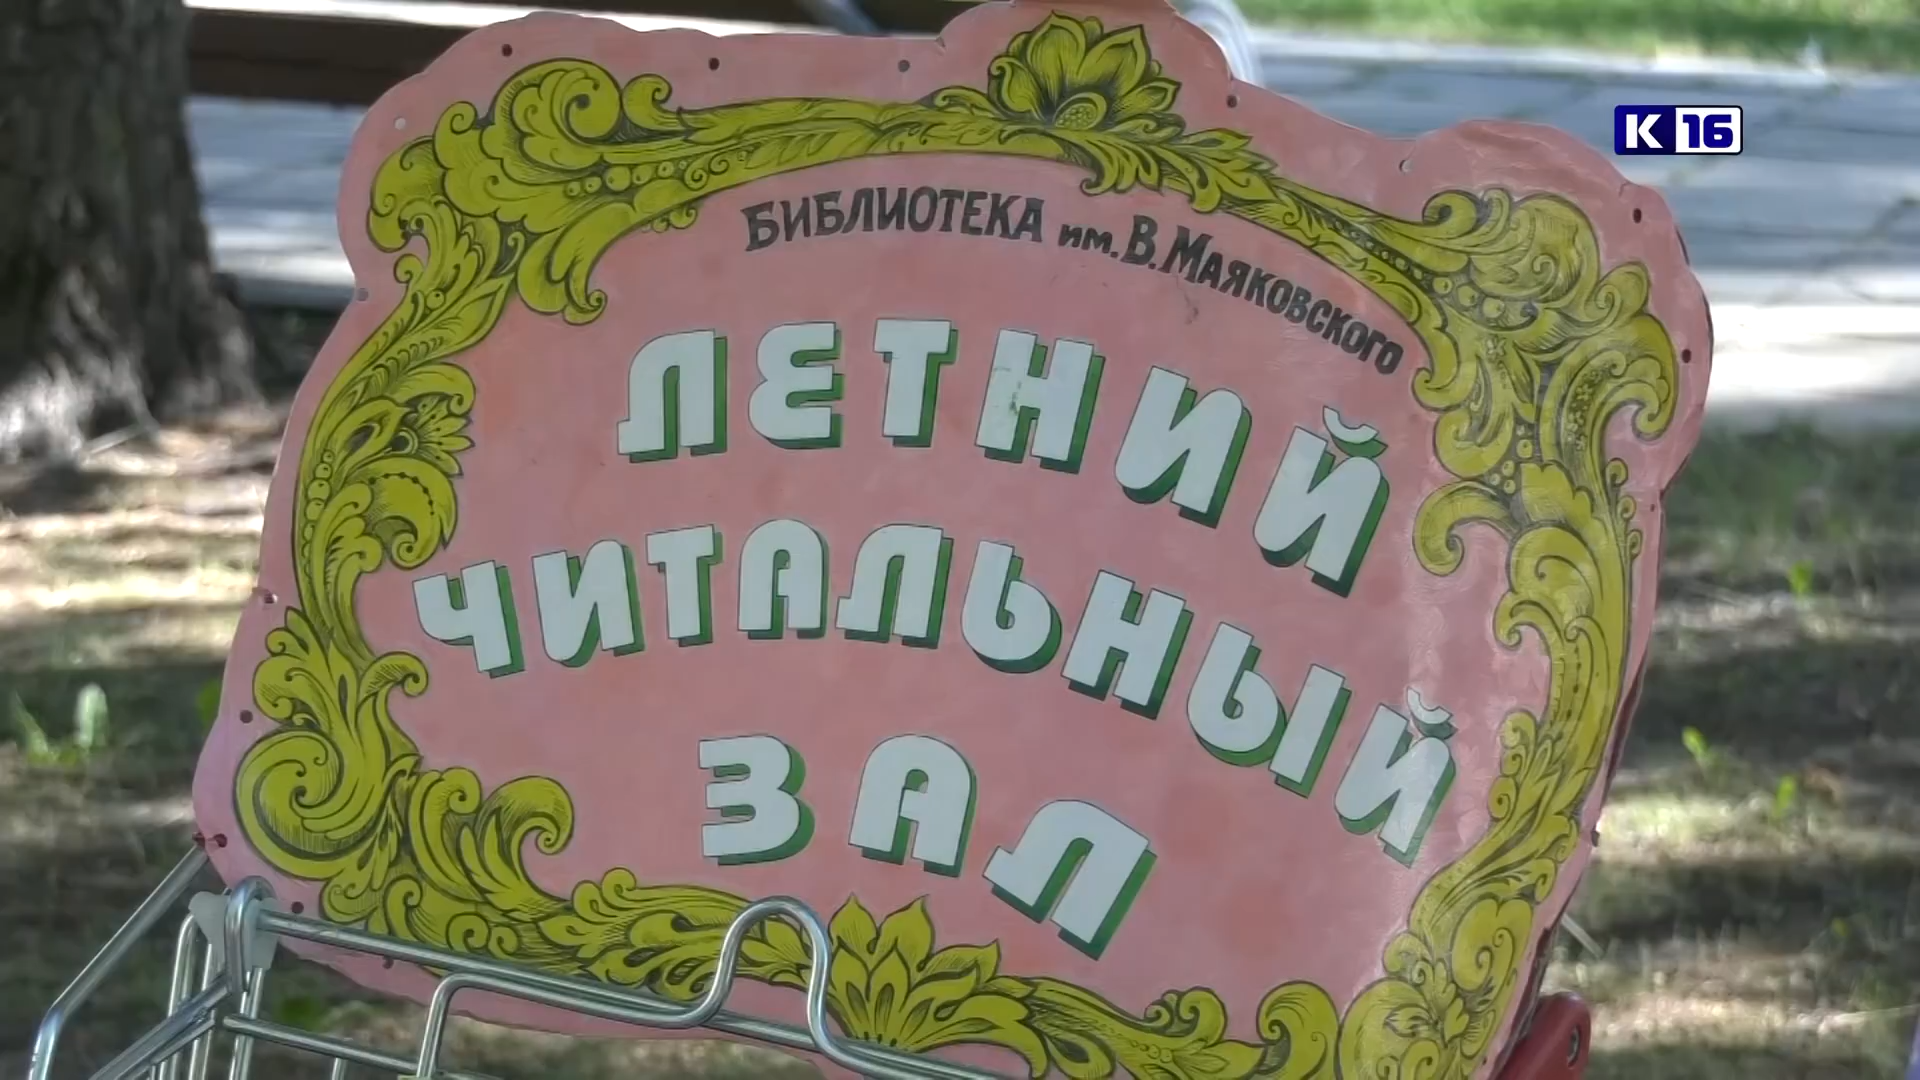 БИБЛИОТЕКА им. В. МАЯКОВСКОГО
ЛЕТНИЙ
ЧИТАЛЬНЫЙ
ЗАЛ
К 16